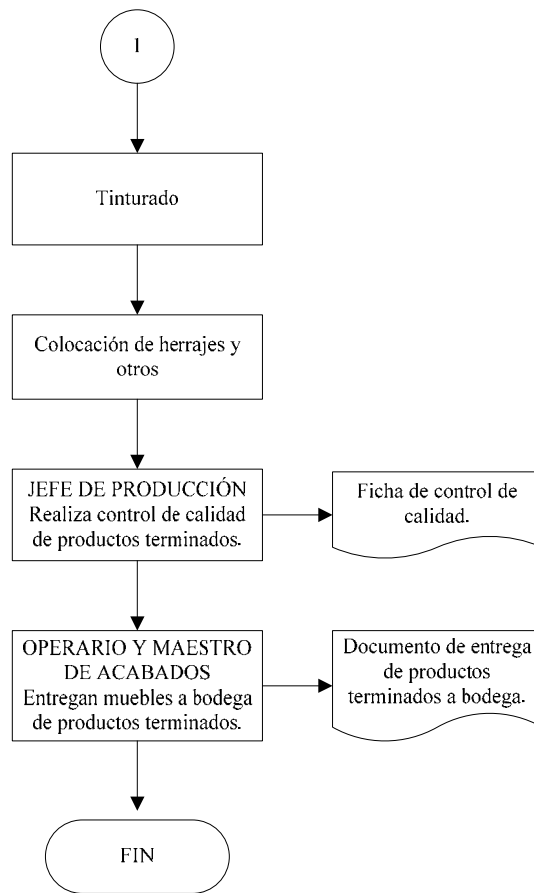 1
Tinturado
Colocación de herrajes y
otros
JEFE DE PRODUCCIÓN
Realiza control de calidad
de productos terminados.
Ficha de control de
calidad.
OPERARIO Y MAESTRO
DE ACABADOS
Entregan muebles a bodega
de productos terminados.
Documento de entrega
de productos
terminados a bodega.
FIN